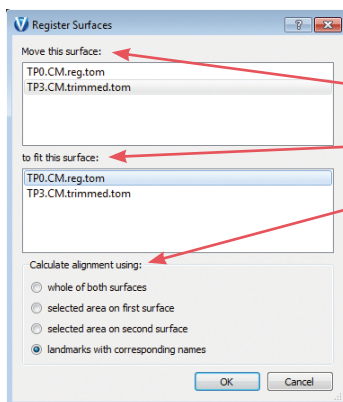 Register Surfaces
Move this surface:
TP0.CM.reg.tom
TP3.CM.trimmed.tom
to fit this surface:
TP0.CM.reg.tom
TP3.CM.trimmed.tom
Calculate alignment using:
whole of both surfaces
selected area on first surface
selected area on second surface
landmarks with corresponding names
OK Cancel